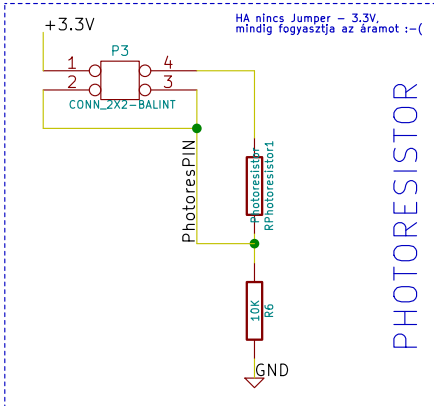 HA nincs Jumper - 3.3V,
mindig fogyasztja az áramot :-(
+3.3V
P3
1
4
2
3
CONN_2X2-BALINT
PhotoresPIN
Photoresistor
RPhotoresistor1
PHOTORESISTOR
10K
R6
GND